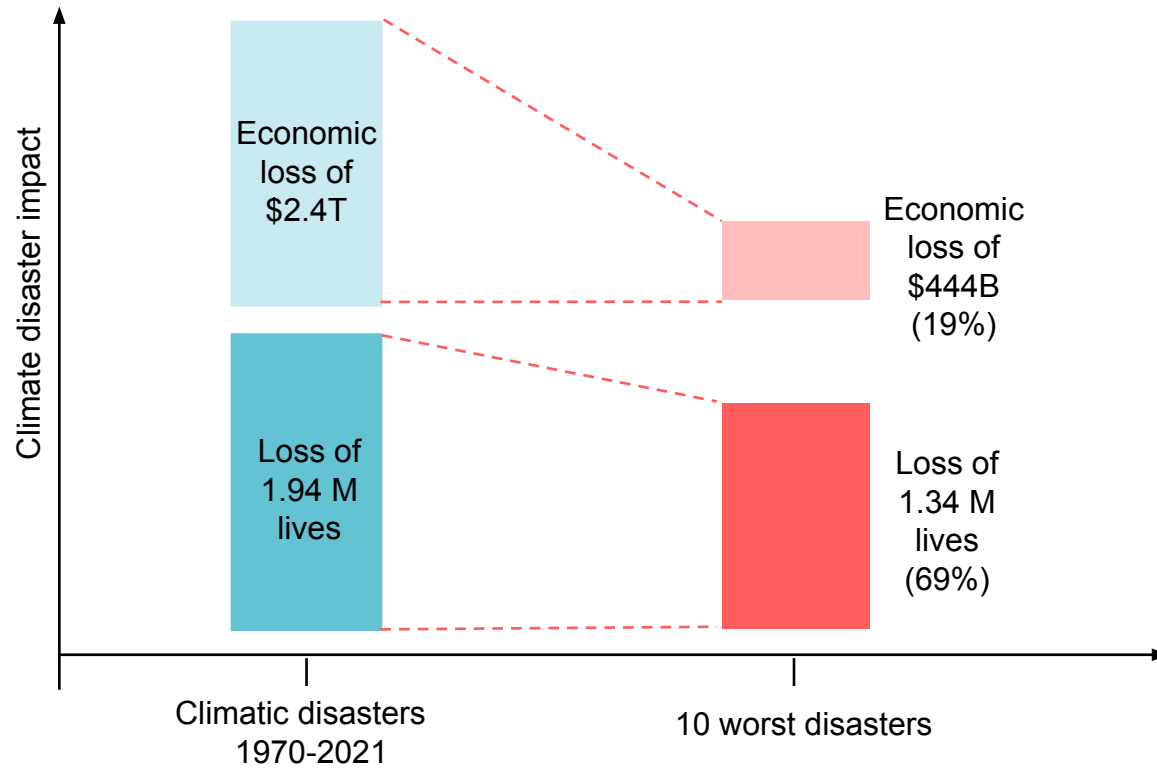 Climate disaster impact
Economic
loss of
$2.4T
Economic
loss of
$444B
(19%)
Loss of
1.94 M
lives
Loss of
1.34 M
lives
(69%)
Climatic disasters
1970-2021
10 worst disasters